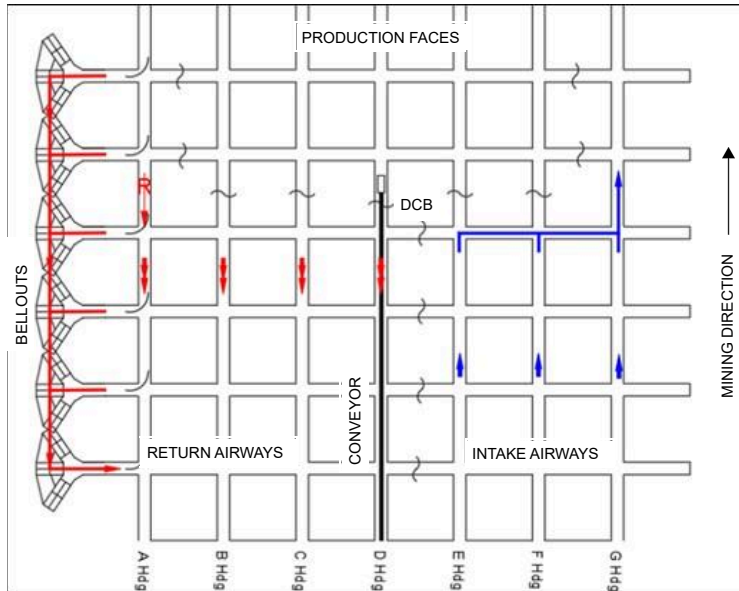 PRODUCTION FACES
R
DCB
BELLOUTS
MINING DIRECTION
CONVEYOR
RETURN AIRWAYS
INTAKE AIRWAYS
A Hdg
B Hdg
C Hdg
D Hdg
E Hdg
F Hdg
G Hdg